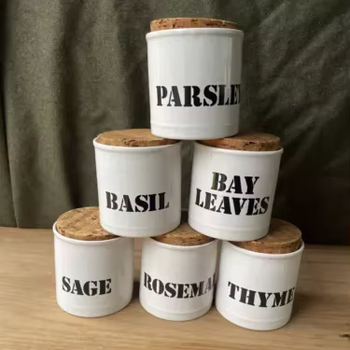 PARSLE
BASIL
BAY
LEAVES
SAGE
ROSEMA
THYME